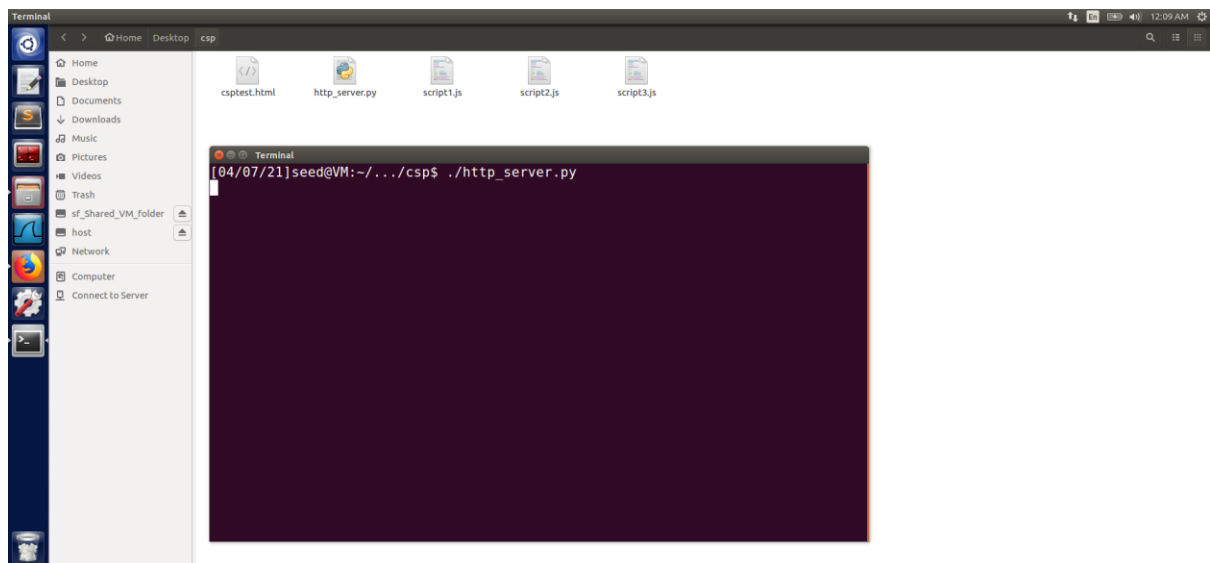 Terminal
En
12:09 AM
Home Desktop csp
Home
Desktop
Documents
Downloads
Music
Pictures
Videos
Trash
sf_Shared_VM_folder
host
Network
Computer
Connect to Server
csptest.html http_server.py script1.js script2.js script3.js
Terminal
[04/07/21]seed@VM:~/.../csp$ ./http_server.py